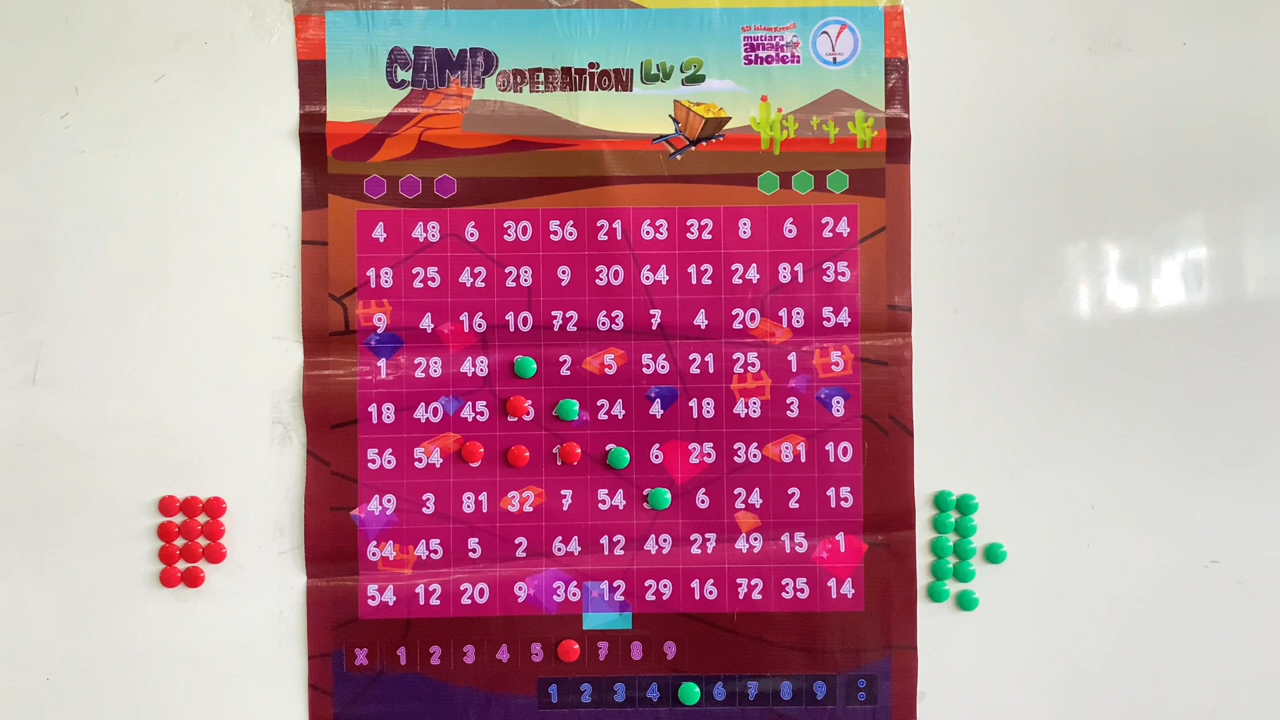 SD Islam Kreatif
mutiara
anak
Sholeh
CAMP OPERATION Lv 2
4 48 6 30 56 21 63 32 8 6 24
18 25 42 28 9 30 64 12 24 81 35
9 4 16 10 72 63 7 4 20 18 54
1 28 48 2 5 56 21 25 1 5
18 40 45 24 4 18 48 3 8
56 54 6 25 36 81 10
49 3 81 32 7 54 6 24 2 15
64 45 5 2 64 12 49 27 49 15 1
54 12 20 9 36 12 29 16 72 35 14
X 1 2 3 4 5 7 8 9
1 2 3 4 6 7 8 9 :